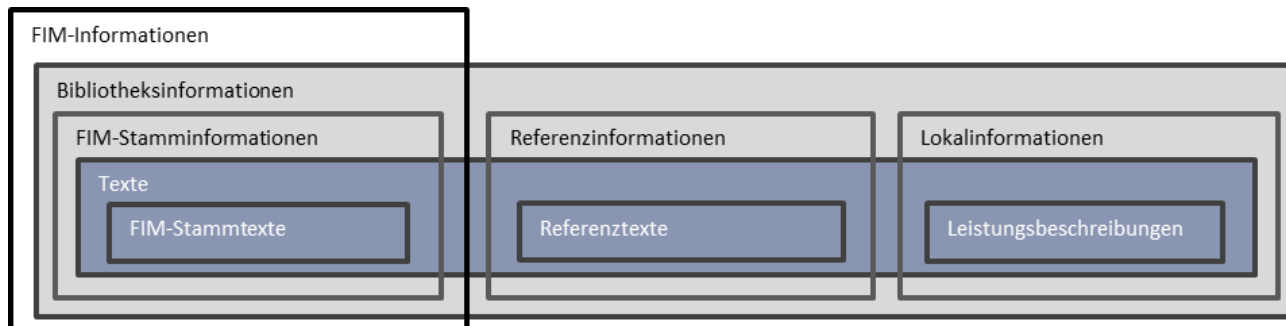 FIM-Informationen
Bibliotheksinformationen
FIM-Stamminformationen
Referenzinformationen
Lokalinformationen
Texte
FIM-Stammtexte
Referenztexte
Leistungsbeschreibungen